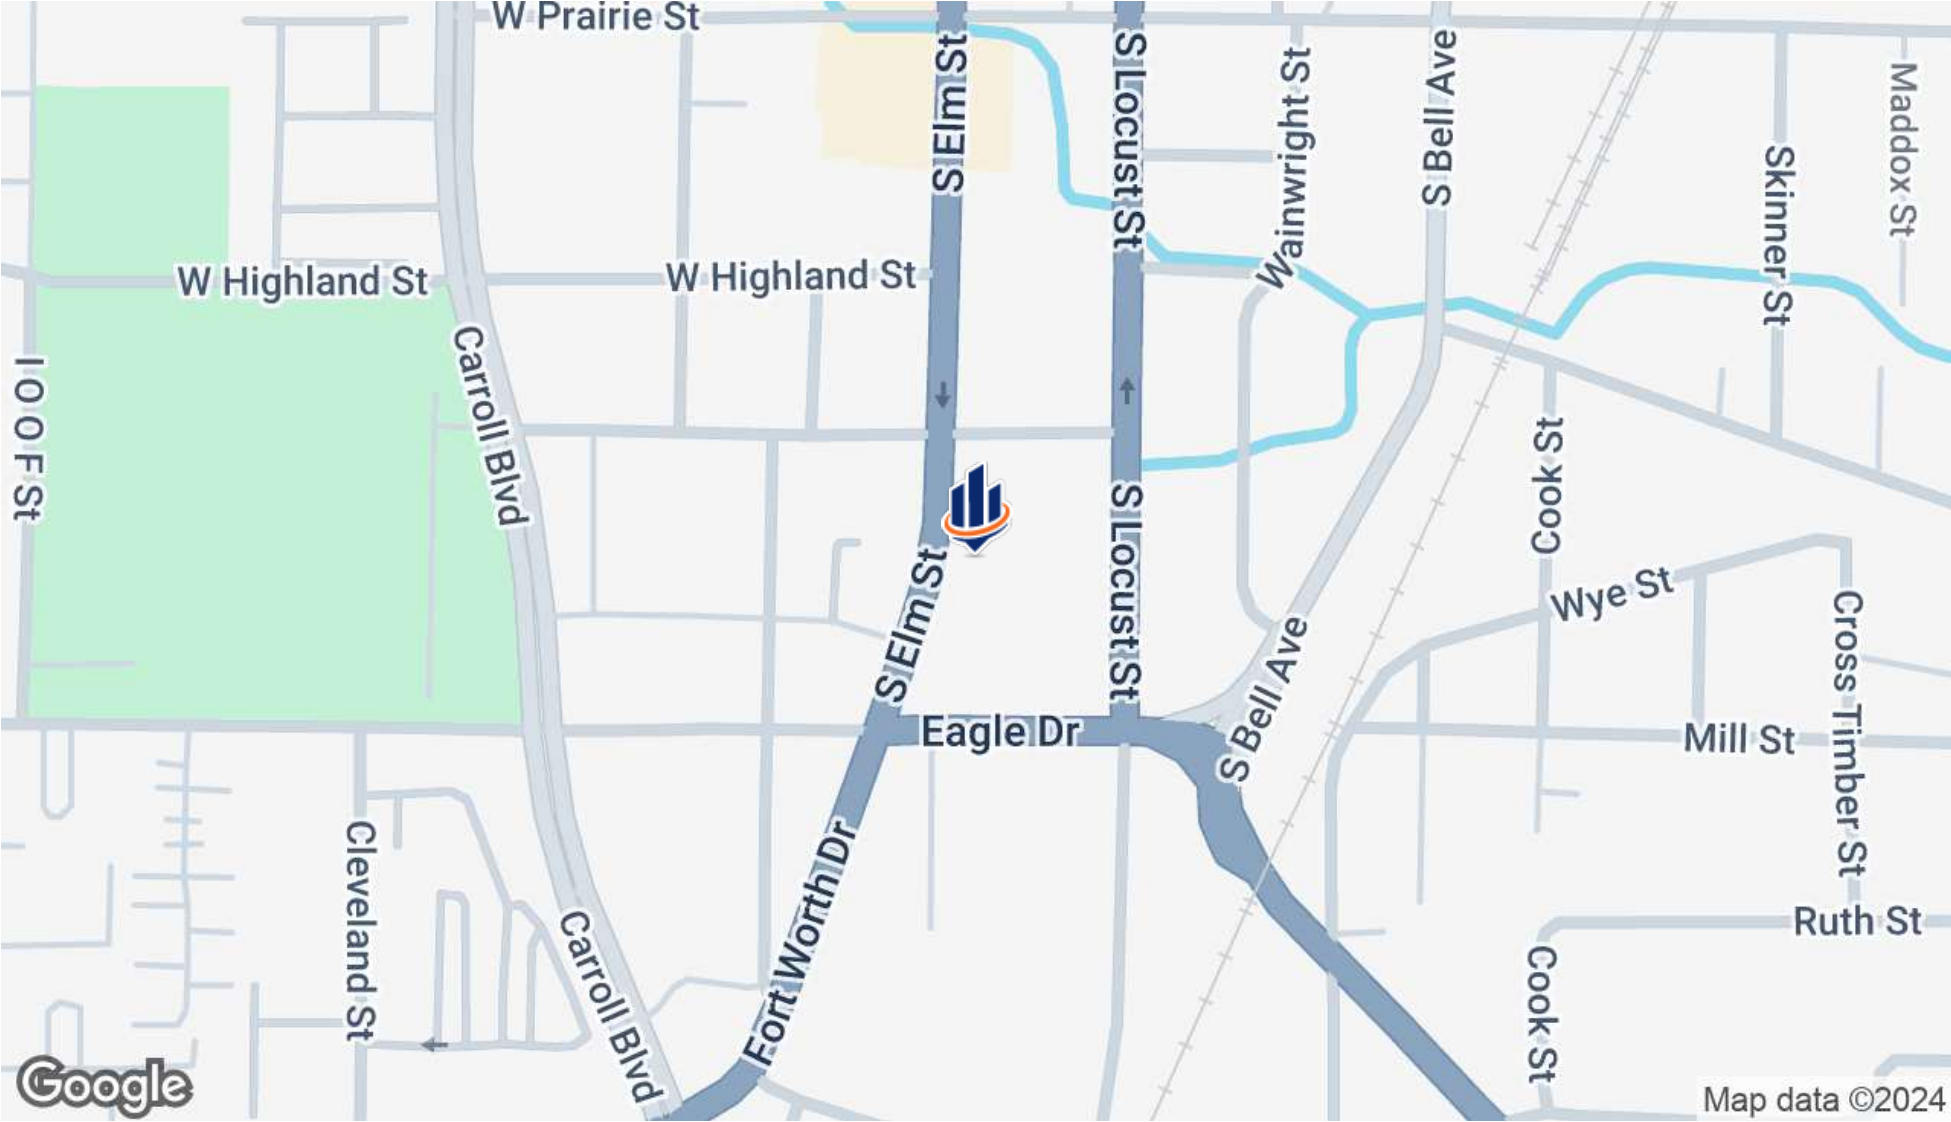 W Prairie St
S Elm St
S Locust St
Wainwright St
S Bell Ave
Skinner St
Maddox St
W Highland St
W Highland St
I O O F St
Carroll Blvd
Cook St
S Elm St
S Locust St
Wye St
Cross Timber St
S Bell Ave
Eagle Dr
Mill St
Cleveland St
Fort Worth Dr
Carroll Blvd
Ruth St
Cook St
Google
Map data ©2024